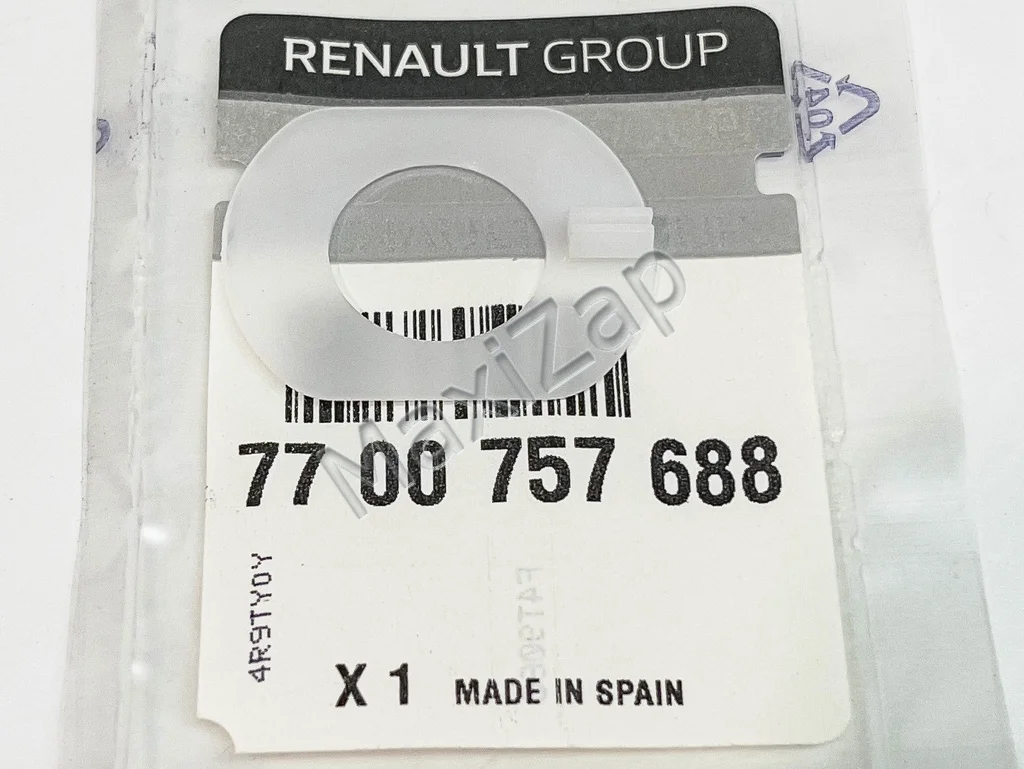 RENAULT GROUP
MaxiZap
77 00 757 688
4R9TY0Y
X 1 MADE IN SPAIN